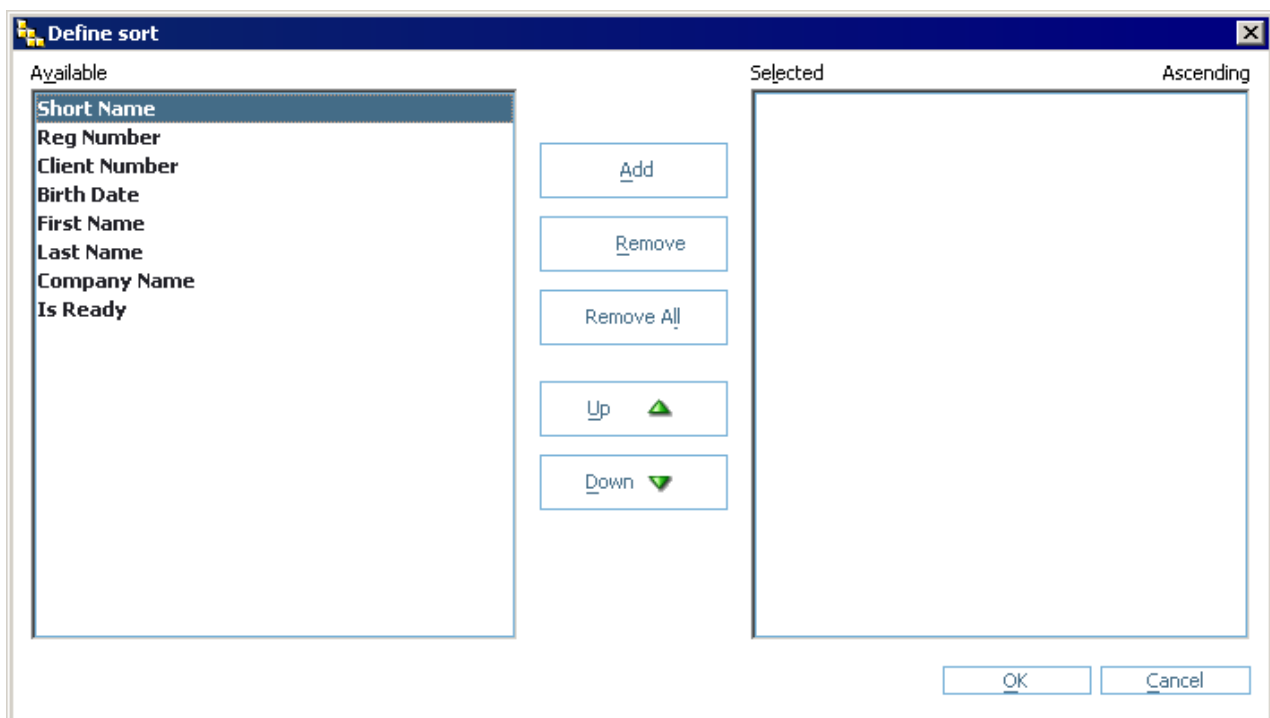 Define sort
Available
Selected
Ascending
Short Name
Reg Number
Client Number
Birth Date
First Name
Last Name
Company Name
Is Ready
Add
Remove
Remove All
Up
Down
OK
Cancel